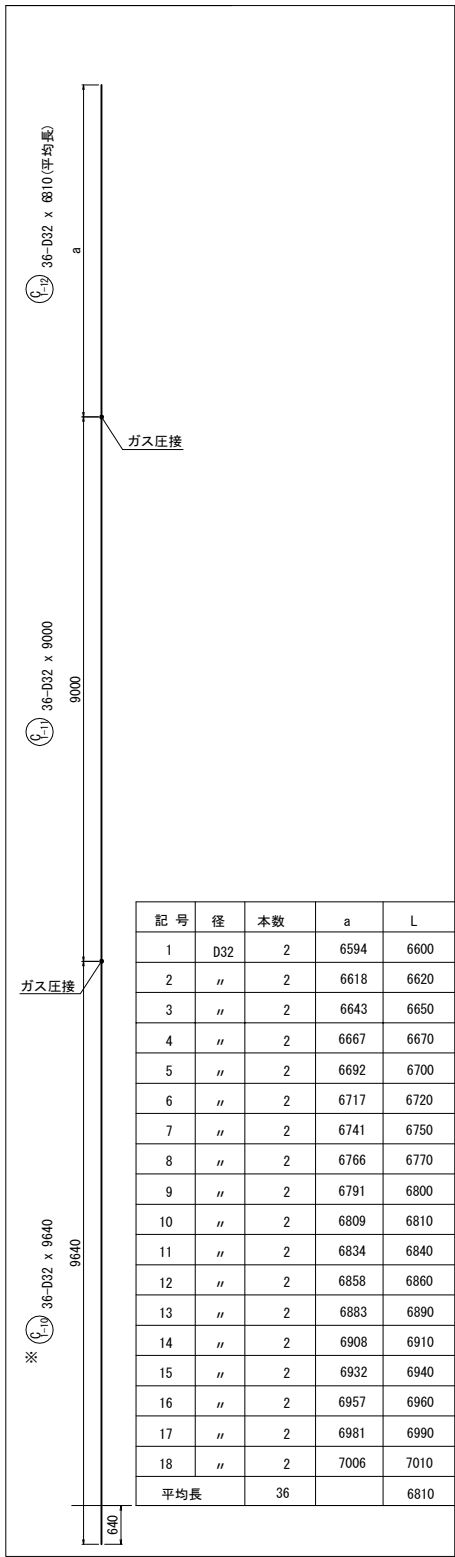 C1-12 36-D32 x 6810(平均長)
a
ガス圧接
C1-11 36-D32 x 9000
9000
ガス圧接
※ C1-10 36-D32 x 9640
9640
640
記 号 径 本数 a L
1 D32 2 6594 6600
2 〃 2 6618 6620
3 〃 2 6643 6650
4 〃 2 6667 6670
5 〃 2 6692 6700
6 〃 2 6717 6720
7 〃 2 6741 6750
8 〃 2 6766 6770
9 〃 2 6791 6800
10 〃 2 6809 6810
11 〃 2 6834 6840
12 〃 2 6858 6860
13 〃 2 6883 6890
14 〃 2 6908 6910
15 〃 2 6932 6940
16 〃 2 6957 6960
17 〃 2 6981 6990
18 〃 2 7006 7010
平均長 36 6810